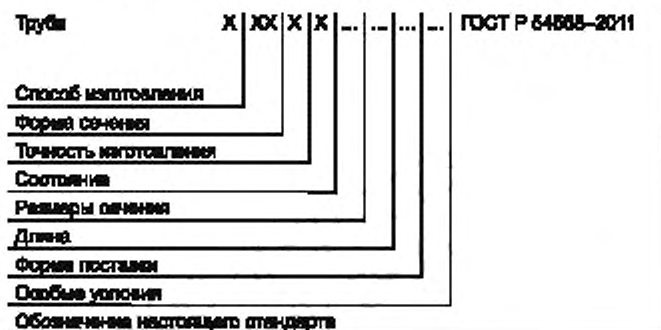 Труба X XX X X ... ... ... ... ГОСТ Р 54568–2011
Способ изготовления
Форма сечения
Точность изготовления
Состояние
Размеры сечения
Длина
Форма поставки
Особые условия
Обозначение настоящего стандарта